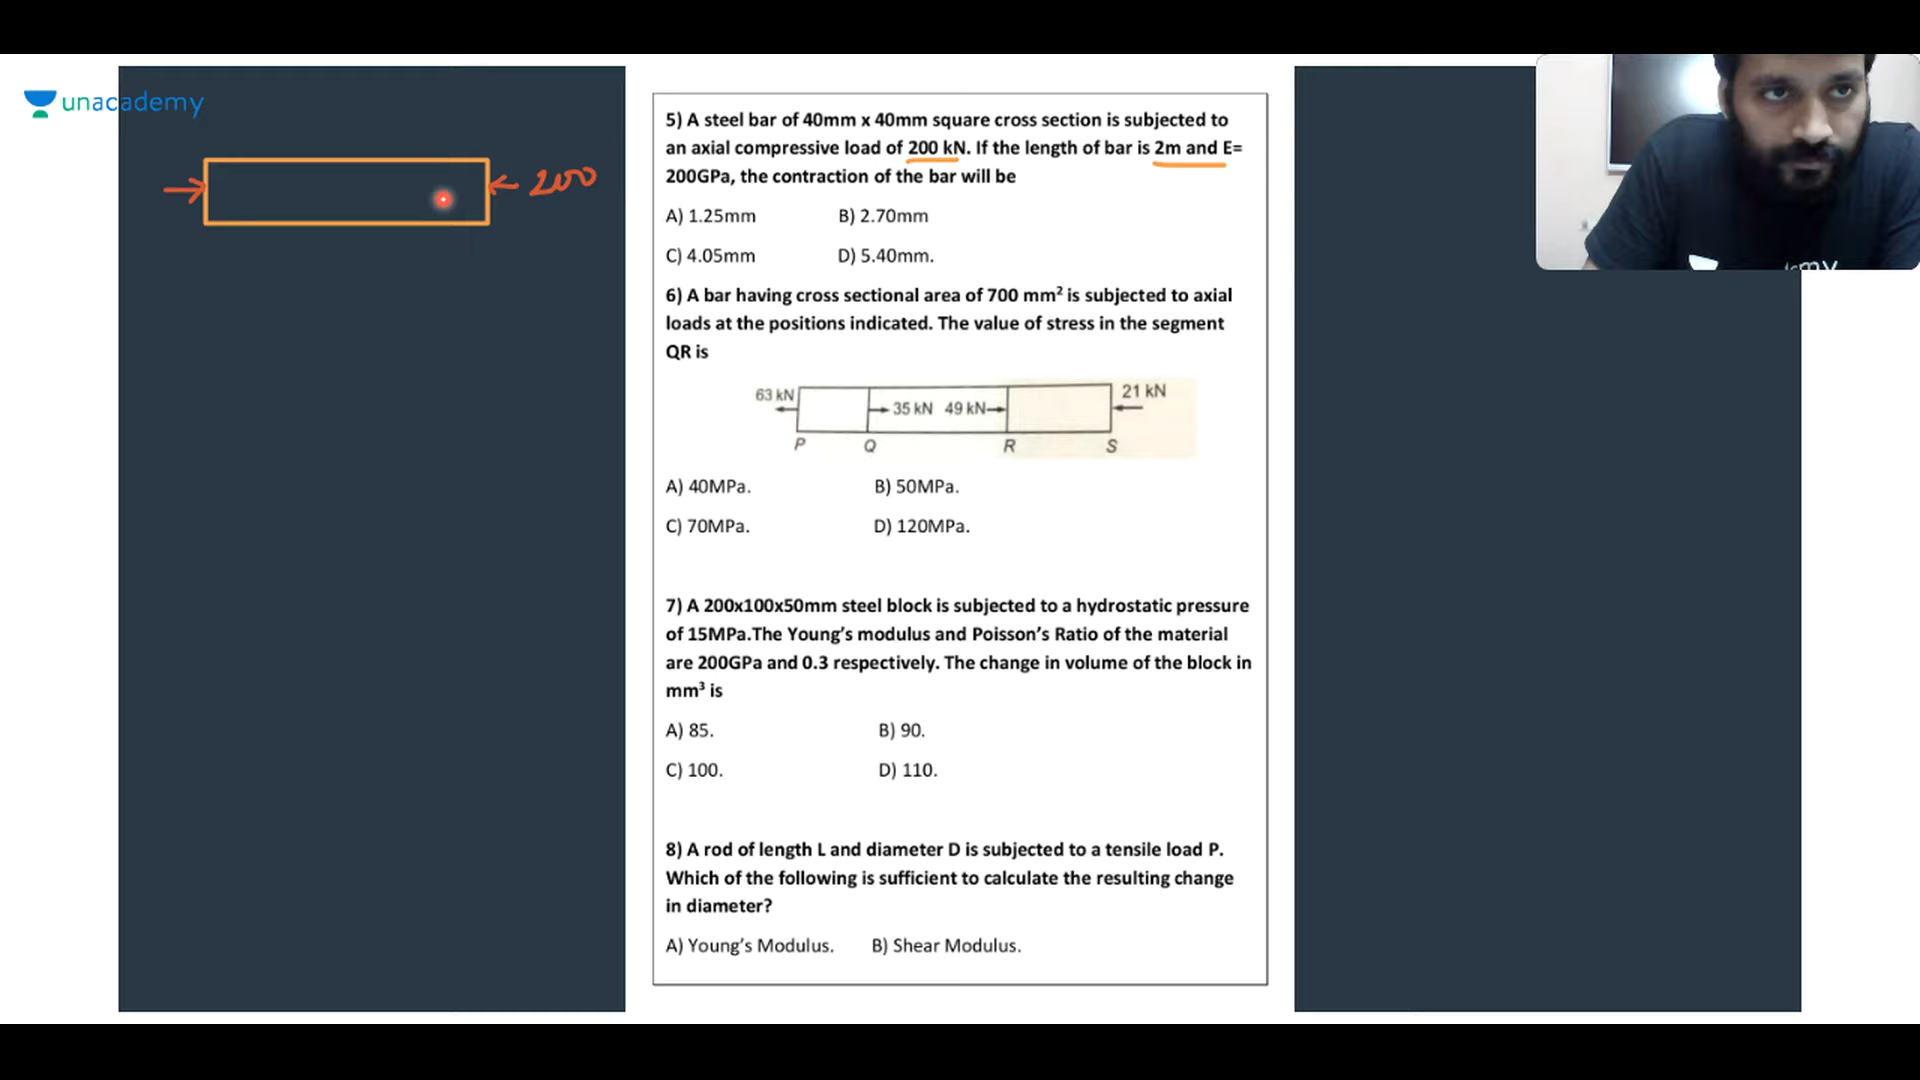 unacademy
200
5) A steel bar of 40mm x 40mm square cross section is subjected to
an axial compressive load of 200 kN. If the length of bar is 2m and E=
200GPa, the contraction of the bar will be
A) 1.25mm B) 2.70mm
C) 4.05mm D) 5.40mm.
6) A bar having cross sectional area of 700 mm² is subjected to axial
loads at the positions indicated. The value of stress in the segment
QR is
63 kN 35 kN 49 kN 21 kN
P Q R S
A) 40MPa. B) 50MPa.
C) 70MPa. D) 120MPa.
7) A 200x100x50mm steel block is subjected to a hydrostatic pressure
of 15MPa.The Young's modulus and Poisson's Ratio of the material
are 200GPa and 0.3 respectively. The change in volume of the block in
mm³ is
A) 85. B) 90.
C) 100. D) 110.
8) A rod of length L and diameter D is subjected to a tensile load P.
Which of the following is sufficient to calculate the resulting change
in diameter?
A) Young's Modulus. B) Shear Modulus.